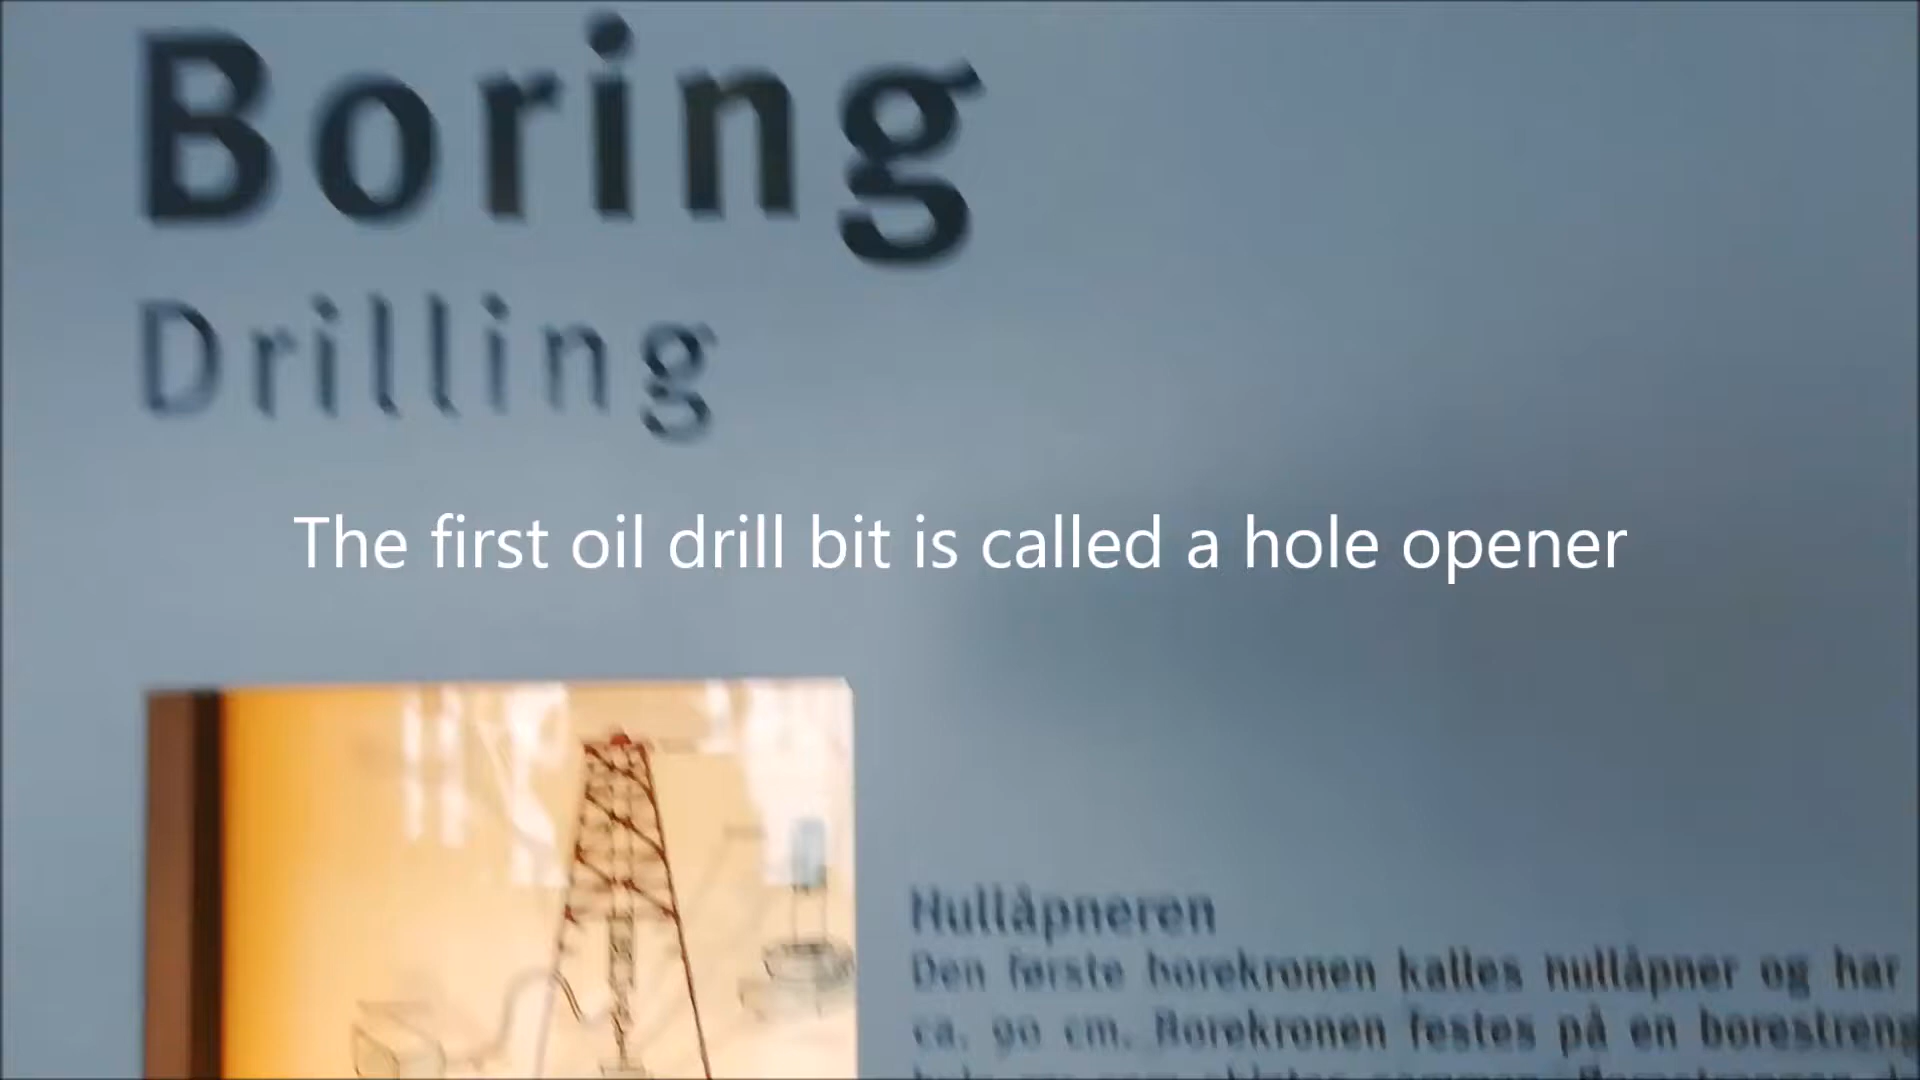 Boring
Drilling
The first oil drill bit is called a hole opener
Hullåpneren
Den første borekronen kalles hullåpner og har
ca. 90 cm. Borekronen festes på en borestreng